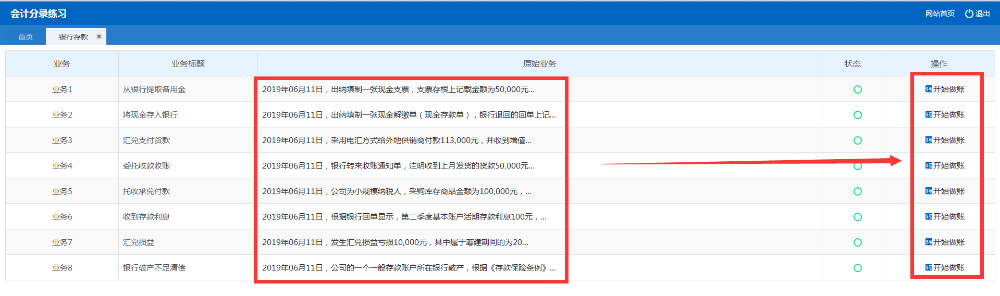 会计分录练习 网站首页 退出
首页 银行存款
业务 业务标题 原始业务 状态 操作
业务1 从银行提取备用金 2019年06月11日，出纳填制一张现金支票，支票存根上记载金额为50,000元... 开始做账
业务2 将现金存入银行 2019年06月11日，出纳填制一张现金解缴单（现金存款单），银行退回的回单上记... 开始做账
业务3 汇兑支付货款 2019年06月11日，采用电汇方式给外地供销商付款113,000元，并收到增值... 开始做账
业务4 委托收款收账 2019年06月11日，银行转来收账通知单，注明收到上月发货的货款50,000元... 开始做账
业务5 托收承兑付款 2019年06月11日，公司为小规模纳税人，采购库存商品金额为100,000元，... 开始做账
业务6 收到存款利息 2019年06月11日，根据银行回单显示，第二季度基本账户活期存款利息100元，... 开始做账
业务7 汇兑损益 2019年06月11日，发生汇兑损益亏损10,000元，其中属于筹建期间的为20... 开始做账
业务8 银行破产不足清偿 2019年06月11日，公司的一个一般存款账户所在银行破产，根据《存款保险条例》... 开始做账